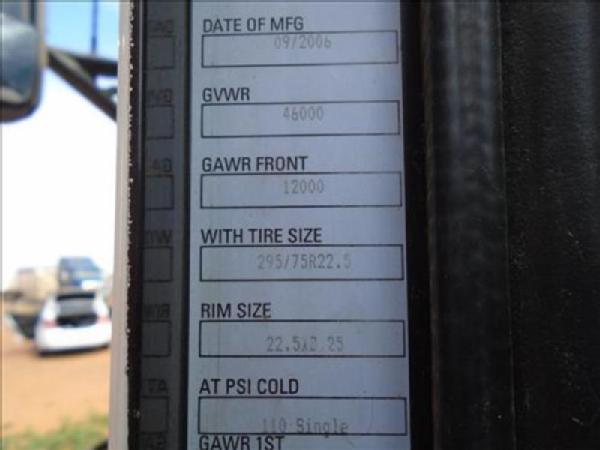 DATE OF MFG
09/2006
GVWR
46000
GAWR FRONT
12000
WITH TIRE SIZE
295/75R22.5
RIM SIZE
22.5X8.25
AT PSI COLD
110 Single
GAWR 1ST